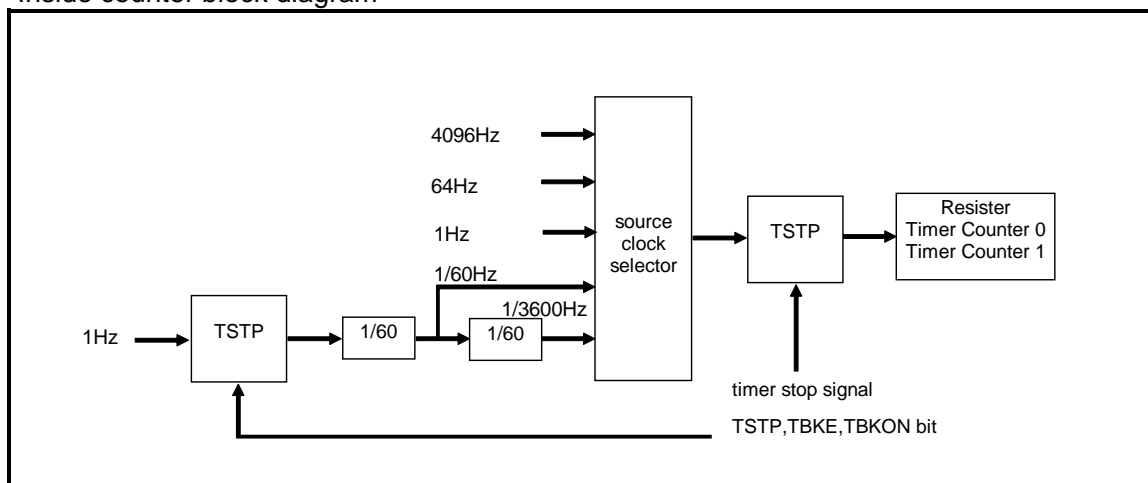 Inside counter block diagram
4096Hz
64Hz
1Hz
1/60Hz
1/3600Hz
source
clock
selector
TSTP
Resister
Timer Counter 0
Timer Counter 1
1Hz
TSTP
1/60
1/60
timer stop signal
TSTP,TBKE,TBKON bit